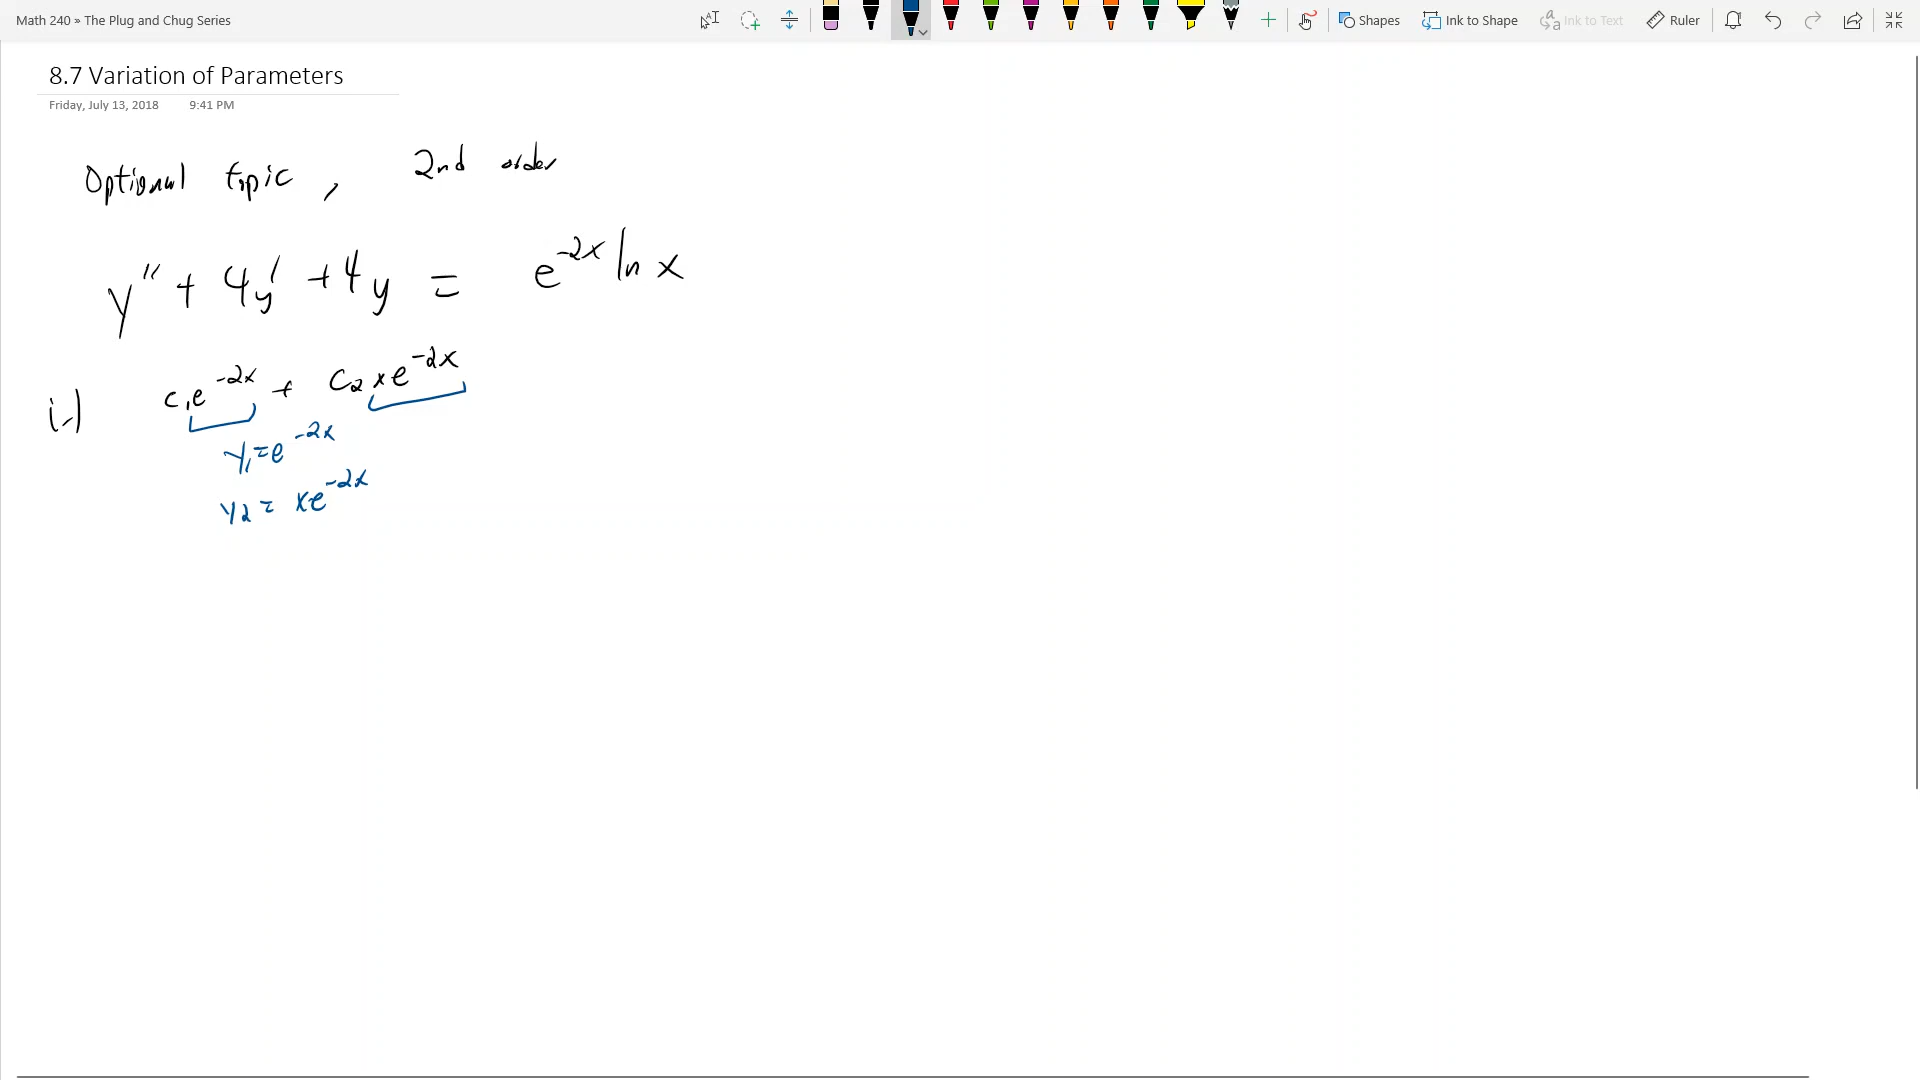 Math 240 » The Plug and Chug Series
Shapes
Ink to Shape
Ink to Text
Ruler
8.7 Variation of Parameters
Friday, July 13, 2018 9:41 PM
Optional topic , 2nd order
y'' + 4y' + 4y = e^{-2x} ln x
i.) c₁e^{-2x} + c₂xe^{-2x}
y₁ = e^{-2x}
y₂ = xe^{-2x}